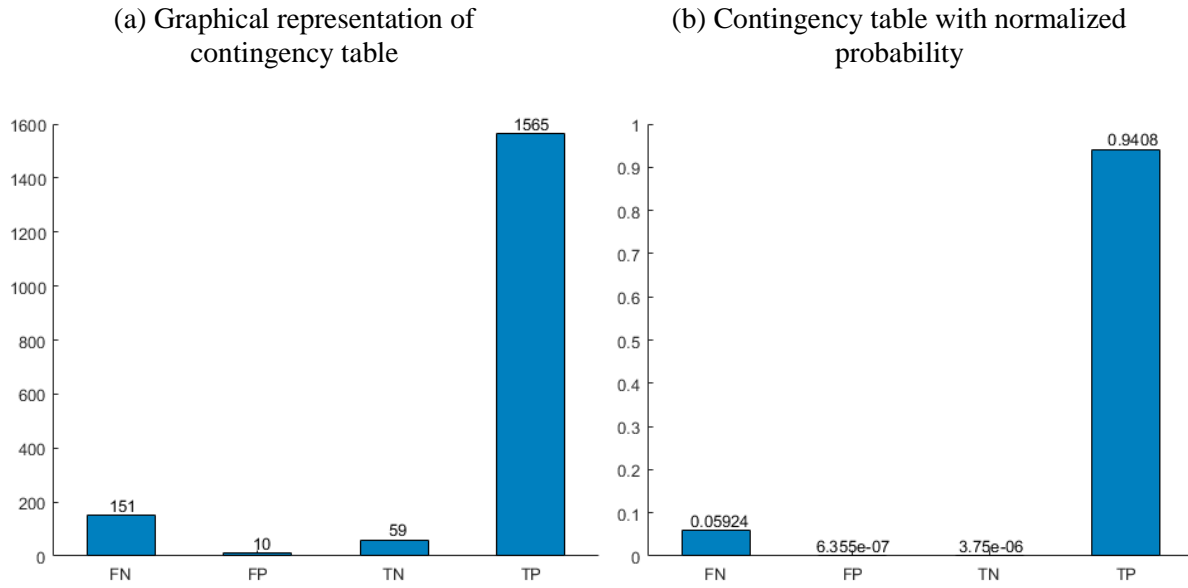 (a) Graphical representation of
contingency table
1600
1400
1200
1000
800
600
400
200
0
1565
151
10
59
FN
FP
TN
TP
(b) Contingency table with normalized
probability
1
0.9
0.8
0.7
0.6
0.5
0.4
0.3
0.2
0.1
0
0.9408
0.05924
6.355e-07
3.75e-06
FN
FP
TN
TP